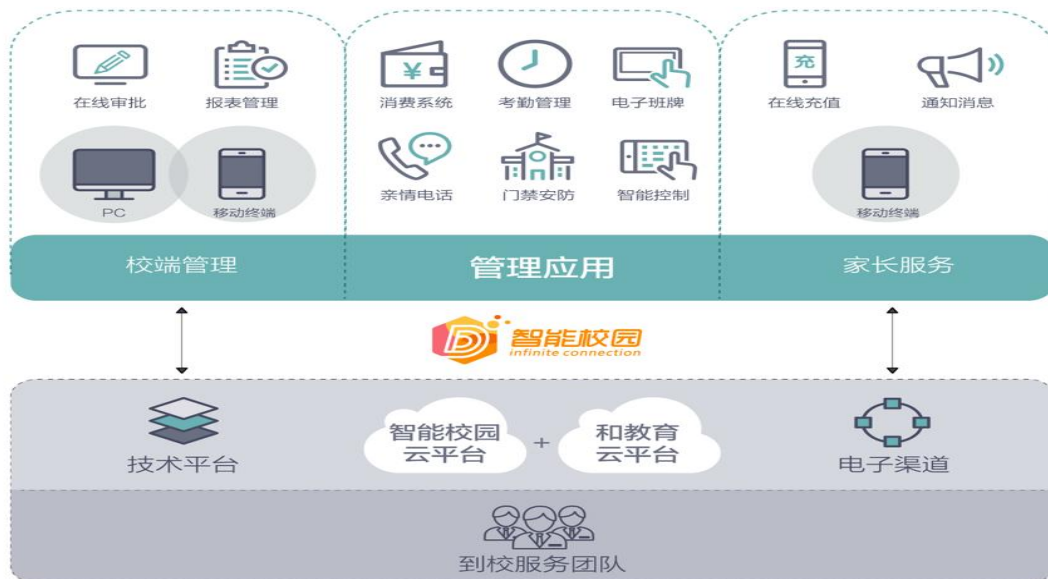 在线审批
报表管理
消费系统
考勤管理
电子班牌
充
在线充值
通知消息
¥
亲情电话
门禁安防
智能控制
PC
移动终端
移动终端
校端管理
管理应用
家长服务
D
智能校园
infinite connection
智能校园
云平台
+
和教育
云平台
技术平台
电子渠道
到校服务团队